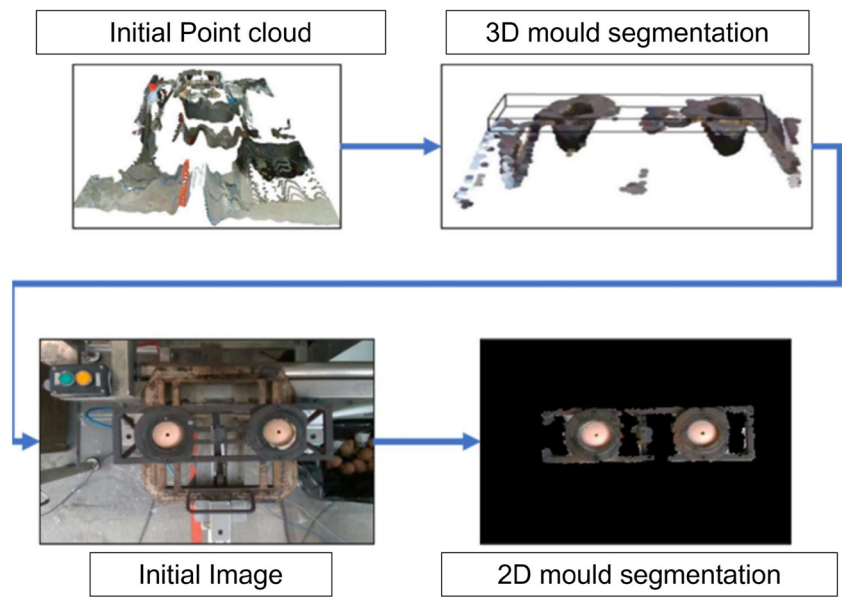 Initial Point cloud
3D mould segmentation
Initial Image
2D mould segmentation